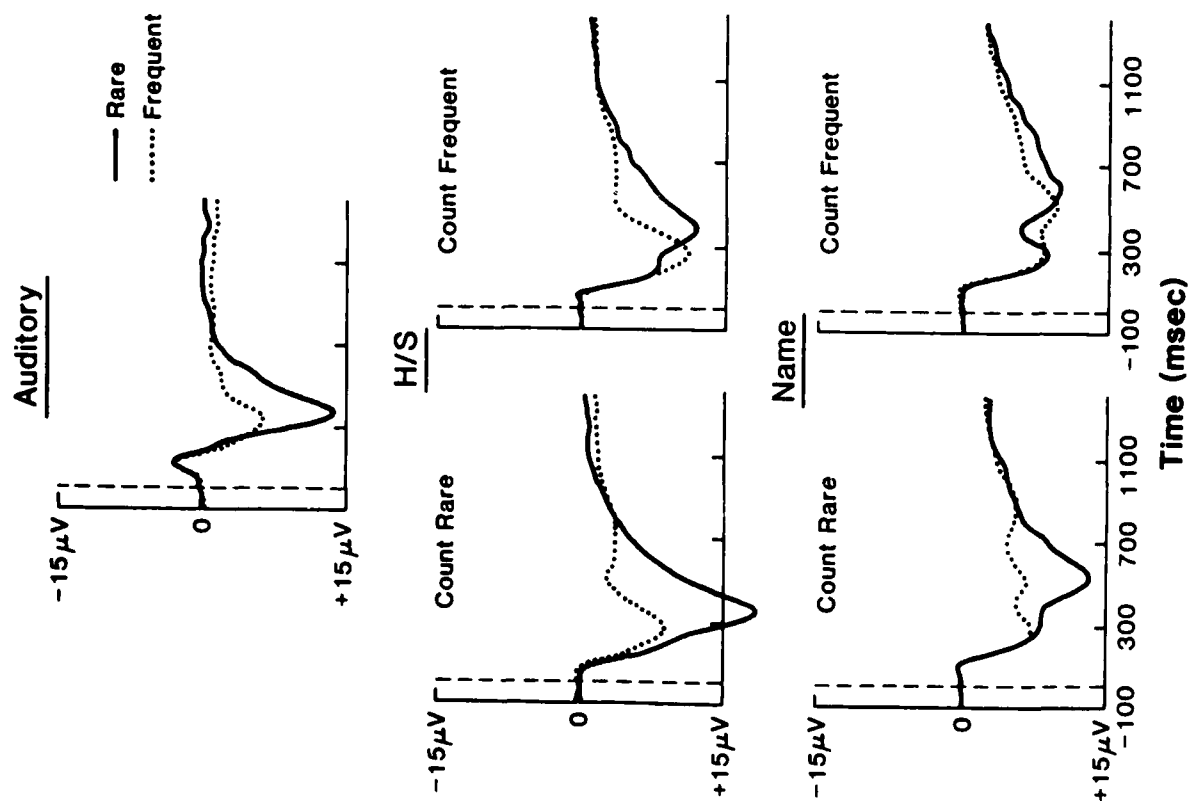 Auditory
Rare
Frequent
-15μV
0
+15μV
H/S
Count Rare
Count Frequent
-15μV
0
+15μV
Name
Count Rare
Count Frequent
-15μV
0
+15μV
-100 300 700 1100
-100 300 700 1100
Time (msec)